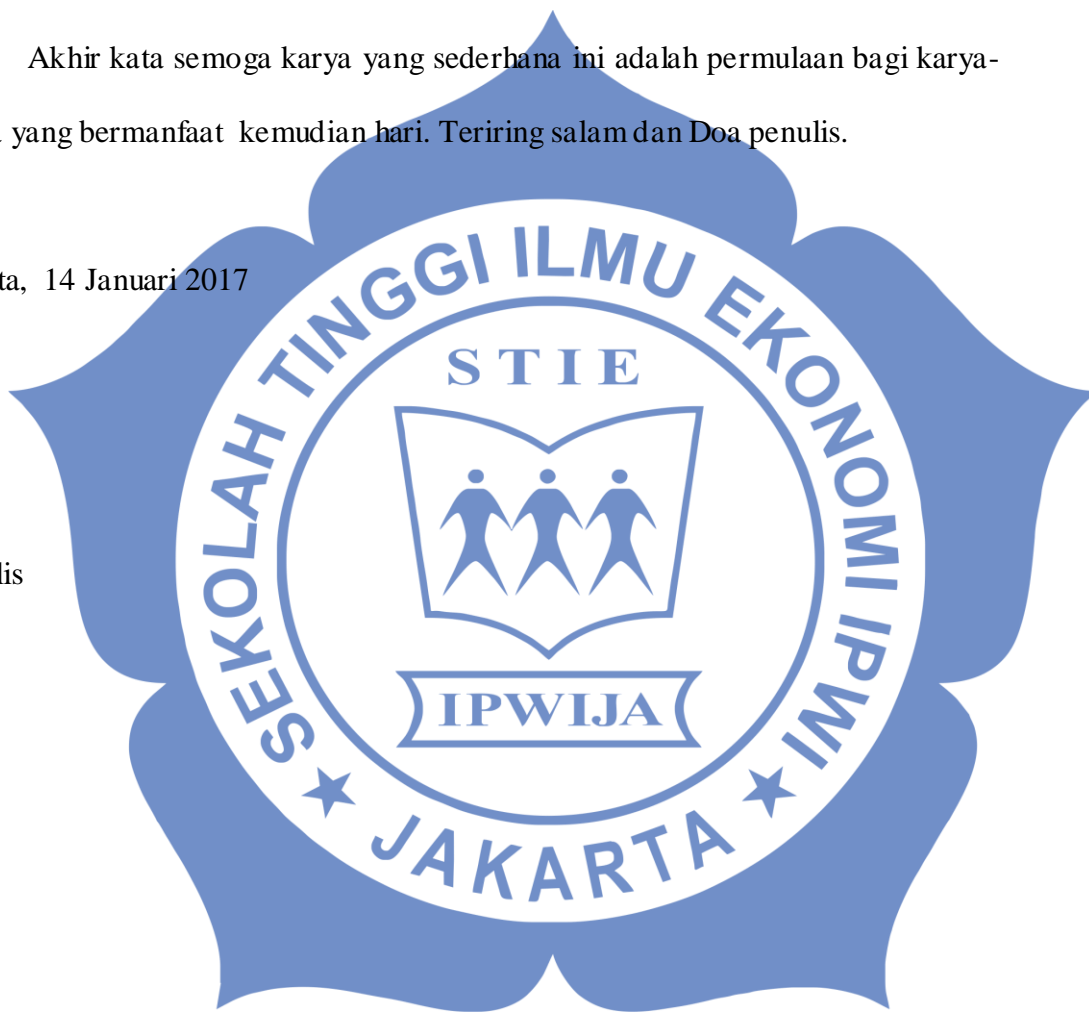 Akhir kata semoga karya yang sederhana ini adalah permulaan bagi karya-
yang bermanfaat kemudian hari. Teriring salam dan Doa penulis.
14 Januari 2017
SEKOLAH TINGGI ILMU EKONOMI IPWI
STIE
IPWIJA
JAKARTA